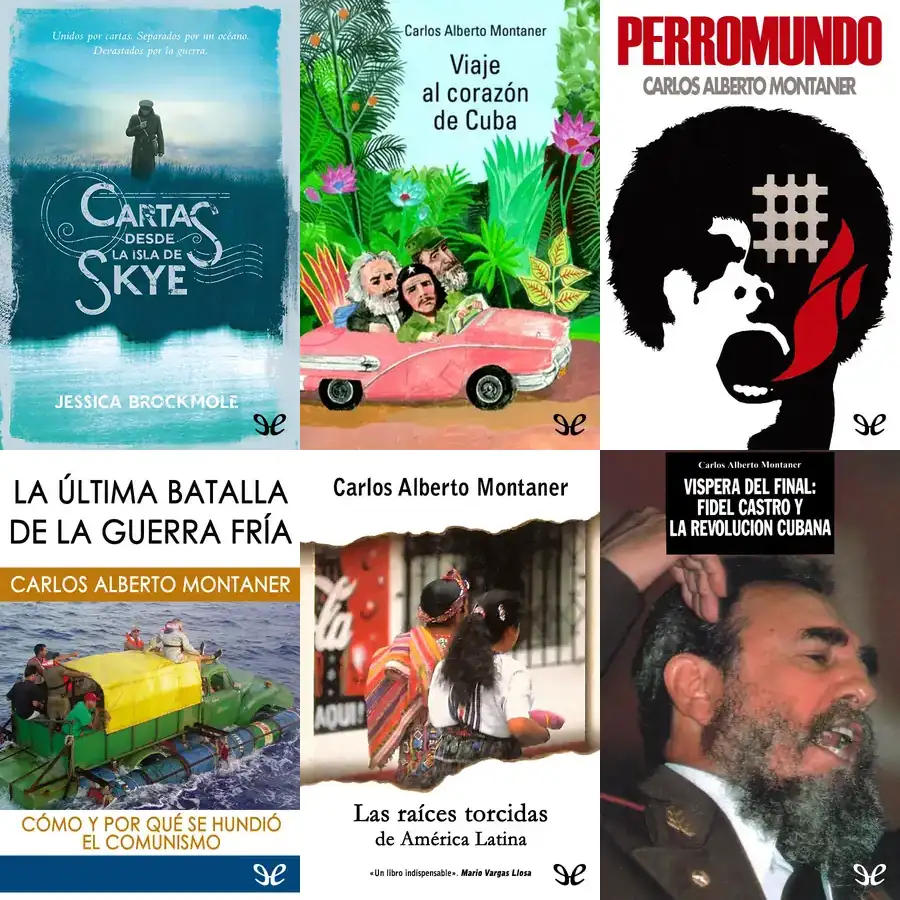 Unidos por cartas. Separados por un océano.
Devastados por la guerra.
CARTAS
DESDE
LA ISLA DE
SKYE
JESSICA BROCKMOLE
Carlos Alberto Montaner
Viaje
al corazón
de Cuba
PERROMUNDO
CARLOS ALBERTO MONTANER
LA ÚLTIMA BATALLA
DE LA GUERRA FRÍA
CARLOS ALBERTO MONTANER
CÓMO Y POR QUÉ SE HUNDIÓ
EL COMUNISMO
Carlos Alberto Montaner
la
AQUI!
Las raíces torcidas
de América Latina
«Un libro indispensable». Mario Vargas Llosa
Carlos Alberto Montaner
VISPERA DEL FINAL:
FIDEL CASTRO Y
LA REVOLUCION CUBANA